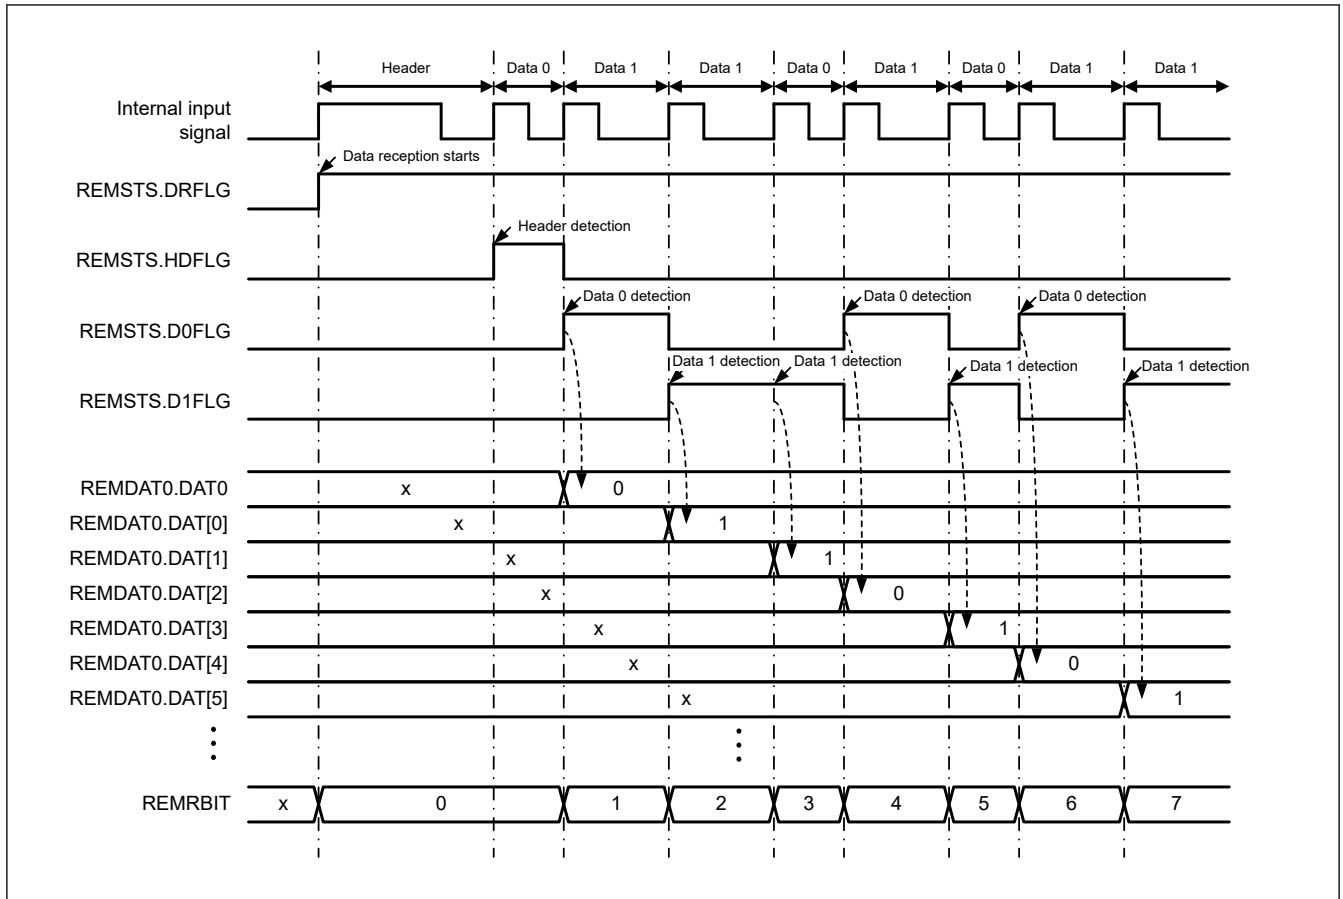 Header Data 0 Data 1 Data 1 Data 0 Data 1 Data 0 Data 1 Data 1
Internal input
signal
Data reception starts
REMSTS.DRFLG
Header detection
REMSTS.HDFLG
Data 0 detection Data 0 detection Data 0 detection
REMSTS.D0FLG
Data 1 detection Data 1 detection Data 1 detection Data 1 detection
REMSTS.D1FLG
REMDAT0.DAT0 x 0
REMDAT0.DAT[0] x 1
REMDAT0.DAT[1] x 1
REMDAT0.DAT[2] x 0
REMDAT0.DAT[3] x 1
REMDAT0.DAT[4] x 0
REMDAT0.DAT[5] x 1
REMRBIT x 0 1 2 3 4 5 6 7